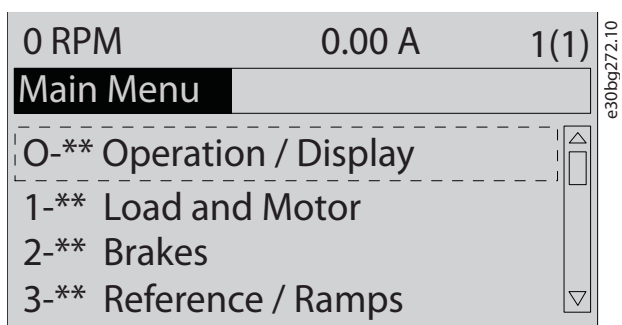 0 RPM 0.00 A 1(1)
Main Menu
O-** Operation / Display
1-** Load and Motor
2-** Brakes
3-** Reference / Ramps
e30bg272.10